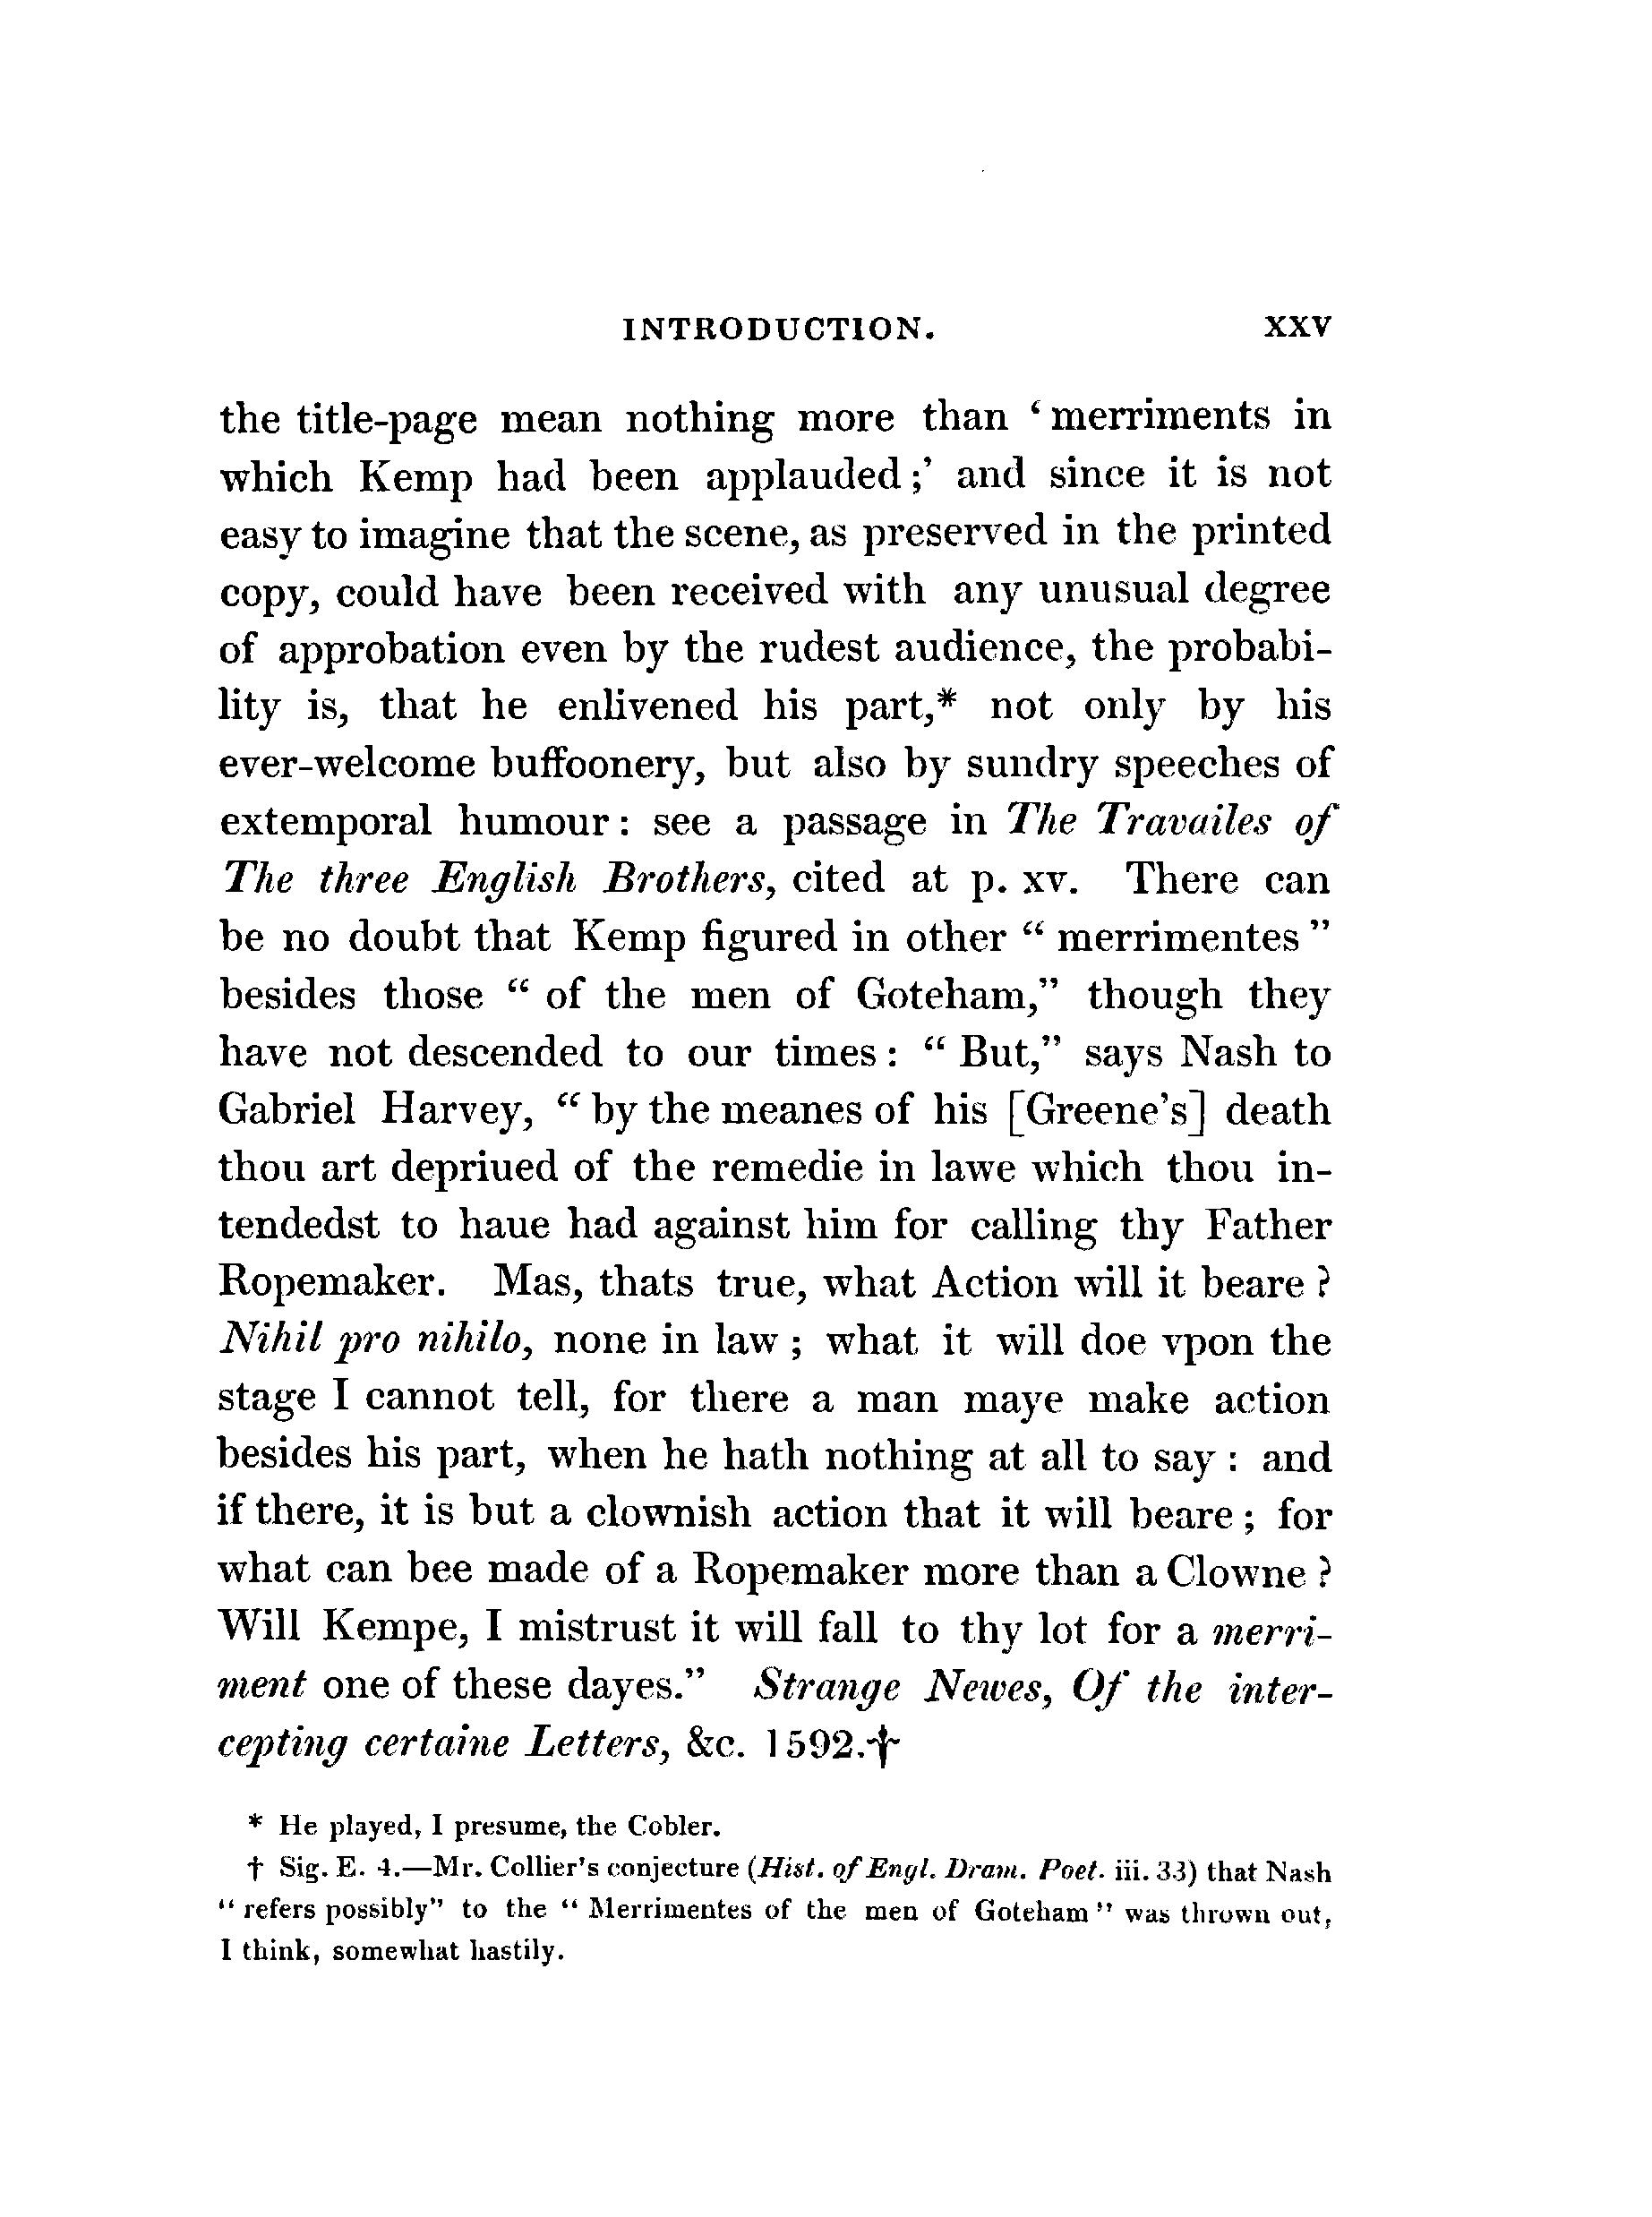 INTRODUCTION. XXV
the title-page mean nothing more than ‘merriments in
which Kemp had been applauded;’ and since it is not
easy to imagine that the scene, as preserved in the printed
copy, could have been received with any unusual degree
of approbation even by the rudest audience, the probabi-
lity is, that he enlivened his part,* not only by his
ever-welcome buffoonery, but also by sundry speeches of
extemporal humour: see a passage in The Travailes of
The three English Brothers, cited at p. xv. There can
be no doubt that Kemp figured in other “ merrimentes ”
besides those “ of the men of Goteham,” though they
have not descended to our times: “ But,” says Nash to
Gabriel Harvey, “ by the meanes of his [Greene’s] death
thou art depriued of the remedie in lawe which thou in-
tendedst to haue had against him for calling thy Father
Ropemaker. Mas, thats true, what Action will it beare ?
Nihil pro nihilo, none in law ; what it will doe vpon the
stage I cannot tell, for there a man maye make action
besides his part, when he hath nothing at all to say : and
if there, it is but a clownish action that it will beare ; for
what can bee made of a Ropemaker more than a Clowne ?
Will Kempe, I mistrust it will fall to thy lot for a merri-
ment one of these dayes.” Strange Newes, Of the inter-
cepting certaine Letters, &c. 1592.†
* He played, I presume, the Cobler.
† Sig. E. 4.—Mr. Collier’s conjecture (Hist. of Engl. Dram. Poet. iii. 33) that Nash
“ refers possibly” to the “ Merrimentes of the men of Goteham ” was thrown out,
I think, somewhat hastily.